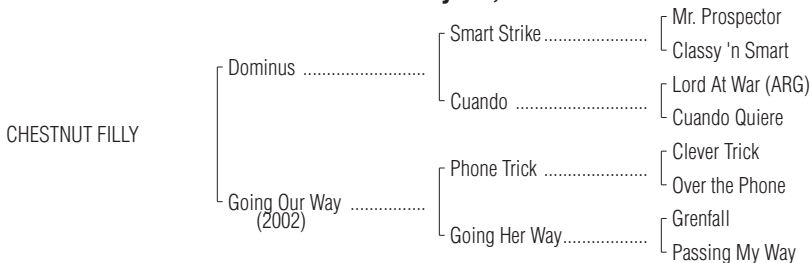 Mr. Prospector
Smart Strike ....................
Classy 'n Smart
Dominus ........................
Lord At War (ARG)
Cuando ........................
Cuando Quiere
CHESTNUT FILLY
Clever Trick
Phone Trick ....................
Over the Phone
Going Our Way ...............
(2002)
Grenfall
Going Her Way.................
Passing My Way